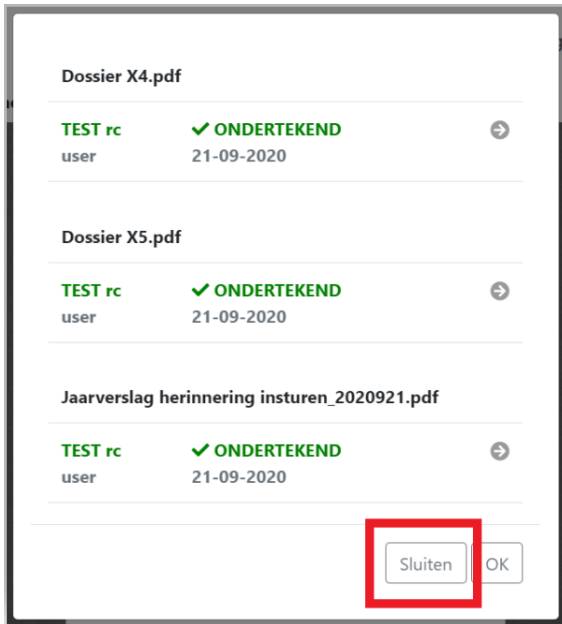 Dossier X4.pdf
TEST rc ✔ ONDERTEKEND
user 21-09-2020
Dossier X5.pdf
TEST rc ✔ ONDERTEKEND
user 21-09-2020
Jaarverslag herinnering insturen_2020921.pdf
TEST rc ✔ ONDERTEKEND
user 21-09-2020
Sluiten OK